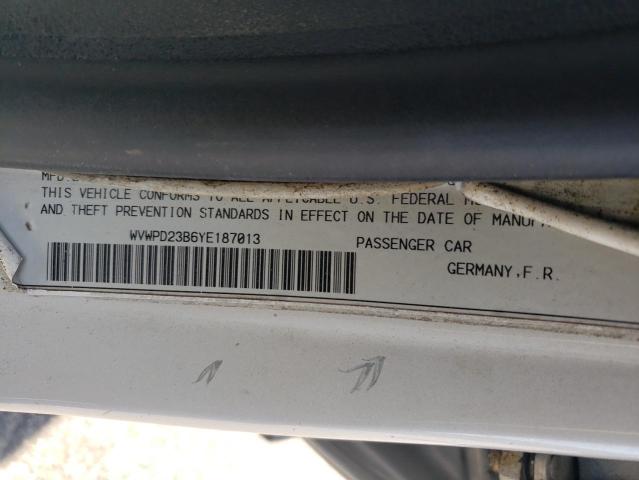 THIS VEHICLE CONFORMS TO ALL APPLICABLE U.S. FEDERAL
AND THEFT PREVENTION STANDARDS IN EFFECT ON THE DATE OF MANUF
WVWPD23B6YE187013 PASSENGER CAR
GERMANY, F.R.